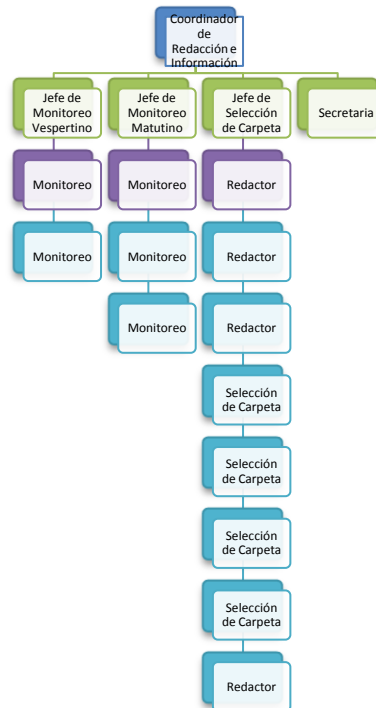 Coordinador
de
Redacción e
Información
Jefe de
Monitoreo
Vespertino
Jefe de
Monitoreo
Matutino
Jefe de
Selección
de Carpeta
Secretaria
Monitoreo
Monitoreo
Redactor
Monitoreo
Monitoreo
Redactor
Monitoreo
Redactor
Selección
de Carpeta
Selección
de Carpeta
Selección
de Carpeta
Selección
de Carpeta
Redactor